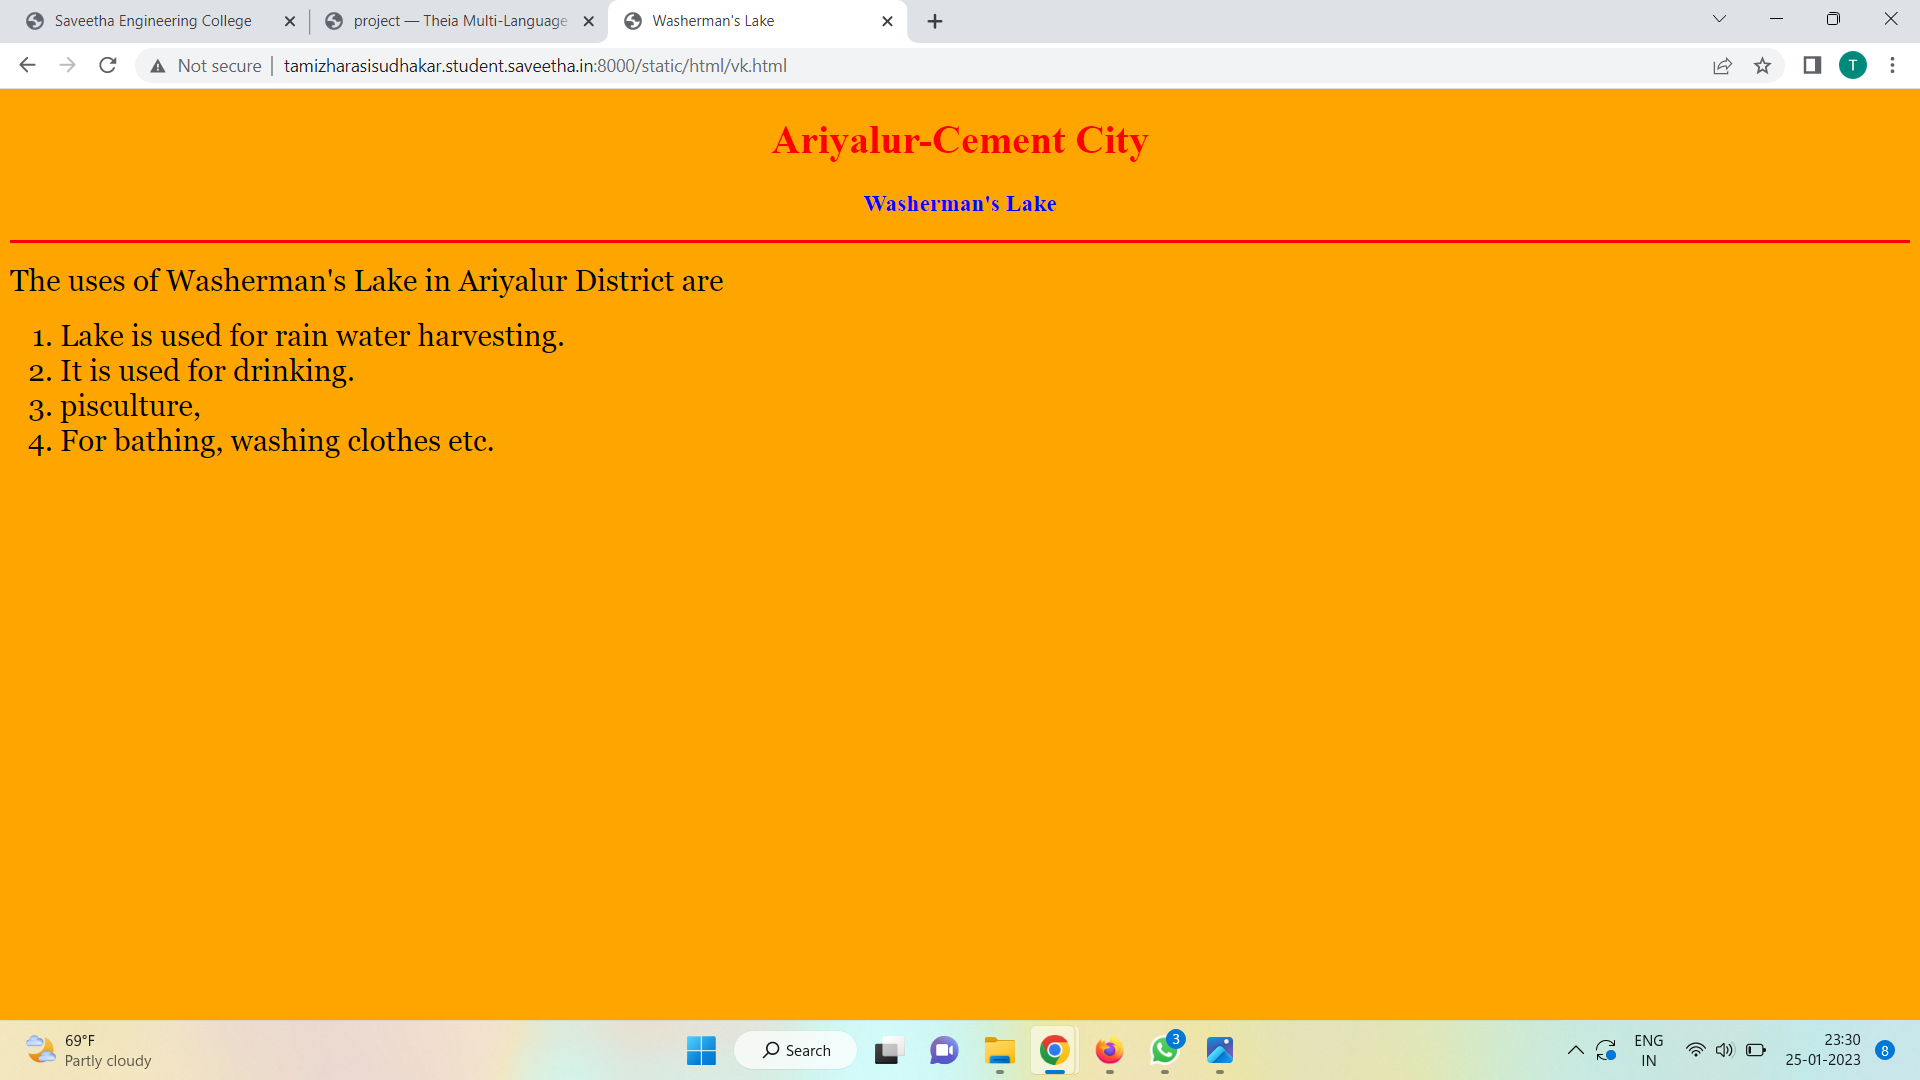 Saveetha Engineering College
project — Theia Multi-Language
Washerman's Lake
Not secure
tamizharasisudhakar.student.saveetha.in:8000/static/html/vk.html
T
Ariyalur-Cement City
Washerman's Lake
The uses of Washerman's Lake in Ariyalur District are
1. Lake is used for rain water harvesting.
2. It is used for drinking.
3. pisculture,
4. For bathing, washing clothes etc.
69°F
Partly cloudy
Search
3
ENG
IN
23:30
25-01-2023
8